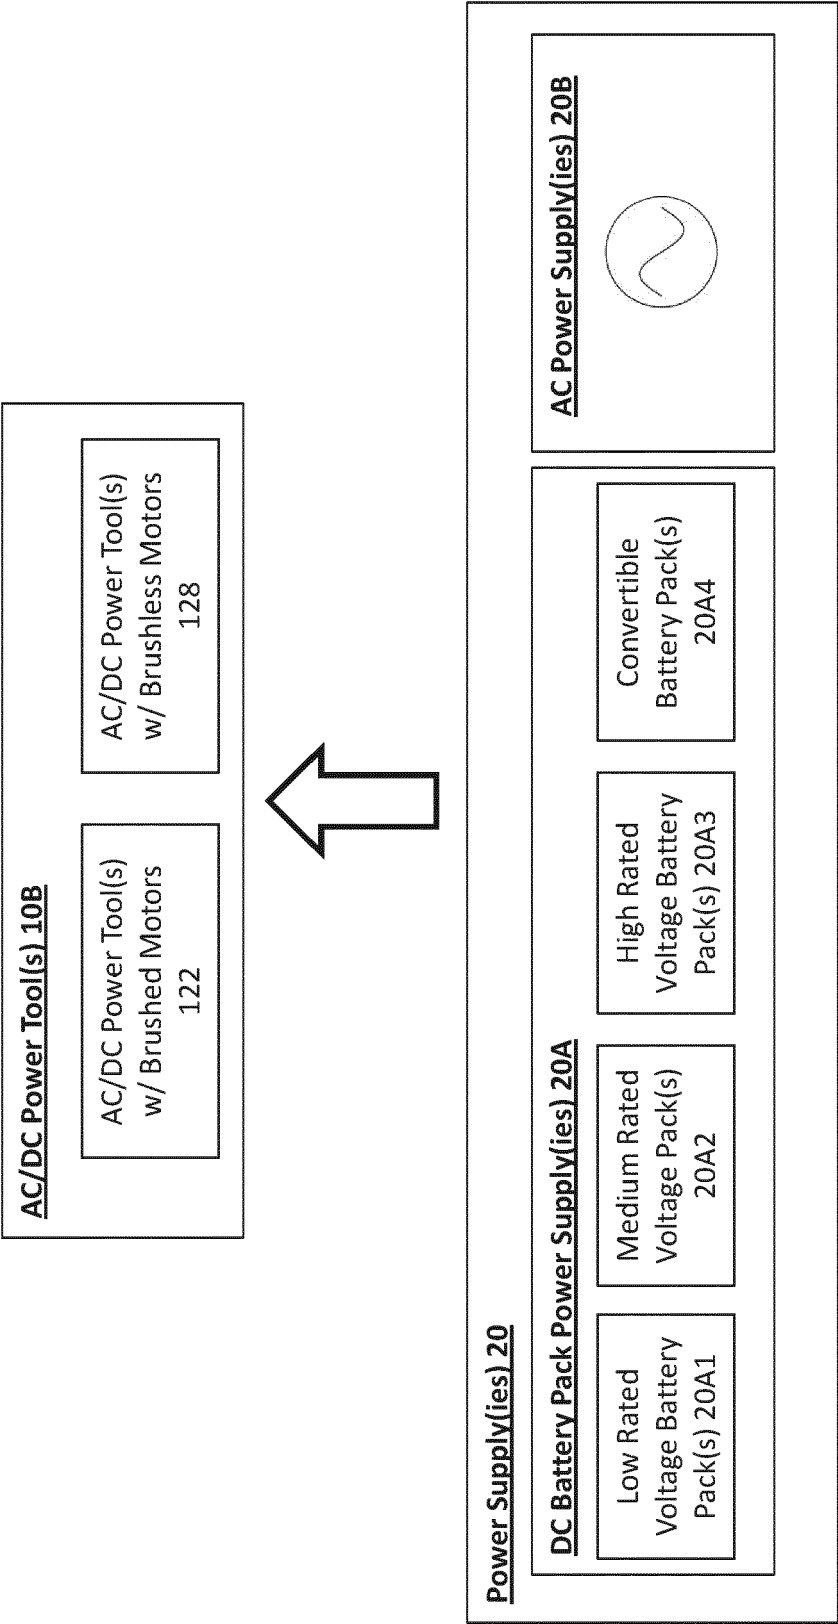 AC/DC Power Tool(s) 10B
AC/DC Power Tool(s)
w/ Brushed Motors
122
AC/DC Power Tool(s)
w/ Brushless Motors
128
Power Supply(ies) 20
DC Battery Pack Power Supply(ies) 20A
Low Rated
Voltage Battery
Pack(s) 20A1
Medium Rated
Voltage Pack(s)
20A2
High Rated
Voltage Battery
Pack(s) 20A3
Convertible
Battery Pack(s)
20A4
AC Power Supply(ies) 20B